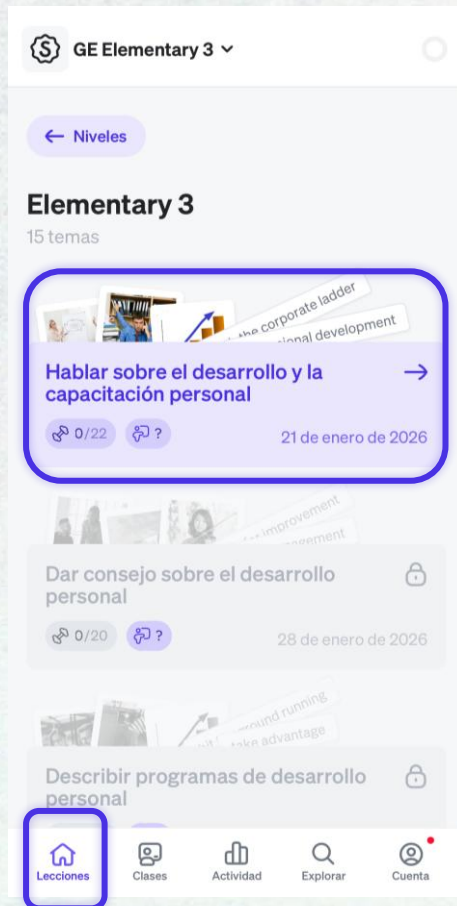 S GE Elementary 3
← Niveles
Elementary 3
15 temas
the corporate ladder
development
Hablar sobre el desarrollo y la →
capacitación personal
0/22 ?
21 de enero de 2026
improvement
Dar consejo sobre el desarrollo
personal
0/20 ?
28 de enero de 2026
running
take advantage
Describir programas de desarrollo
personal
Lecciones Clases Actividad Explorar Cuenta